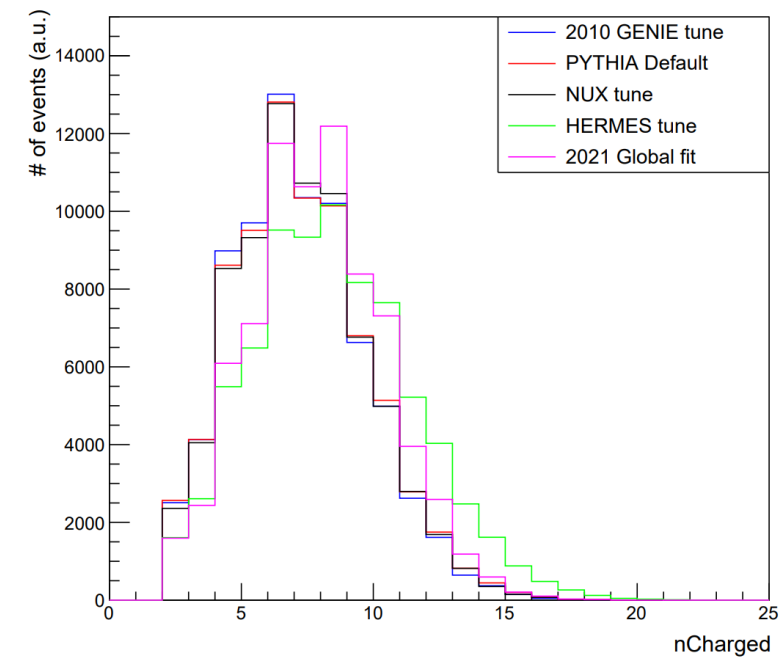 # of events (a.u.)
14000
12000
10000
8000
6000
4000
2000
0
2010 GENIE tune
PYTHIA Default
NUX tune
HERMES tune
2021 Global fit
0 5 10 15 20 25
nCharged